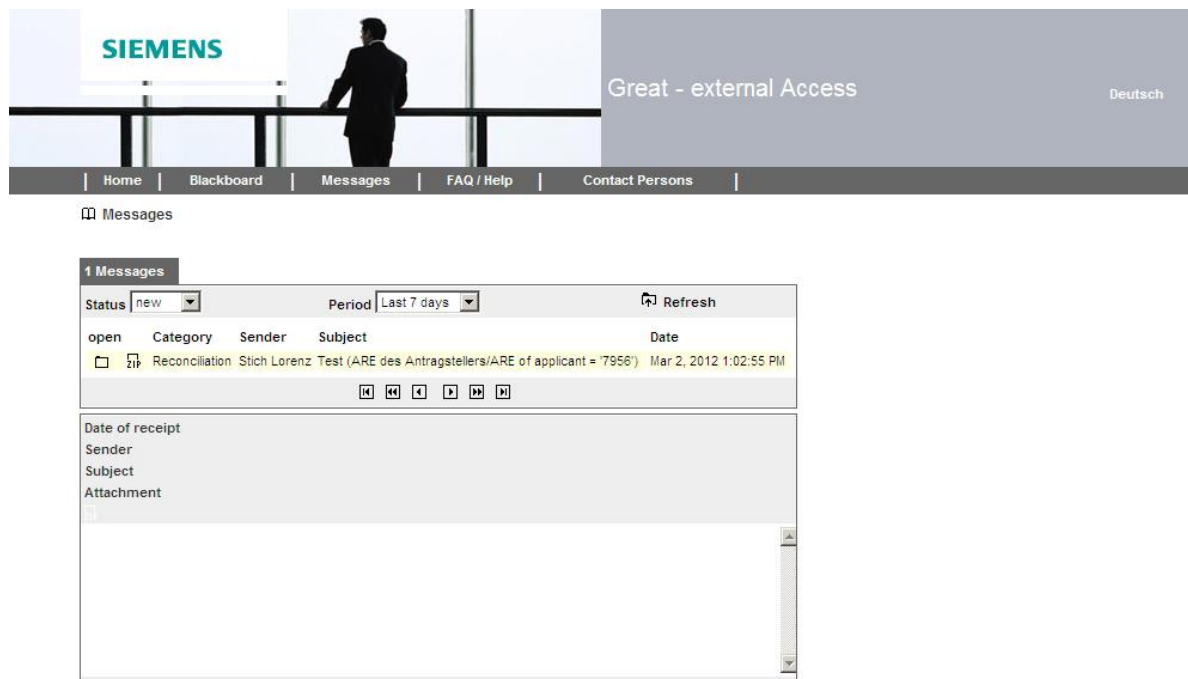 SIEMENS
Great - external Access
Deutsch
Home Blackboard Messages FAQ / Help Contact Persons
Messages
1 Messages
Status new Period Last 7 days Refresh
open Category Sender Subject Date
ZIP Reconciliation Stich Lorenz Test (ARE des Antragstellers/ARE of applicant = '7956') Mar 2, 2012 1:02:55 PM
Date of receipt
Sender
Subject
Attachment